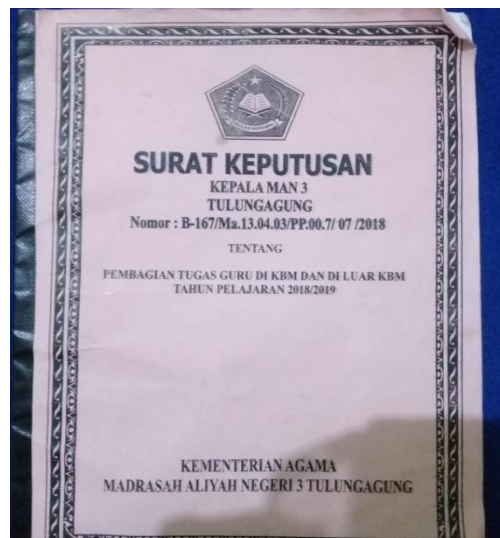 SURAT KEPUTUSAN
KEPALA MAN 3
TULUNGAGUNG
Nomor : B-167/Ma.13.04.03/PP.00.7/ 07 /2018
TENTANG
PEMBAGIAN TUGAS GURU DI KBM DAN DI LUAR KBM
TAHUN PELAJARAN 2018/2019
KEMENTERIAN AGAMA
MADRASAH ALIYAH NEGERI 3 TULUNGAGUNG